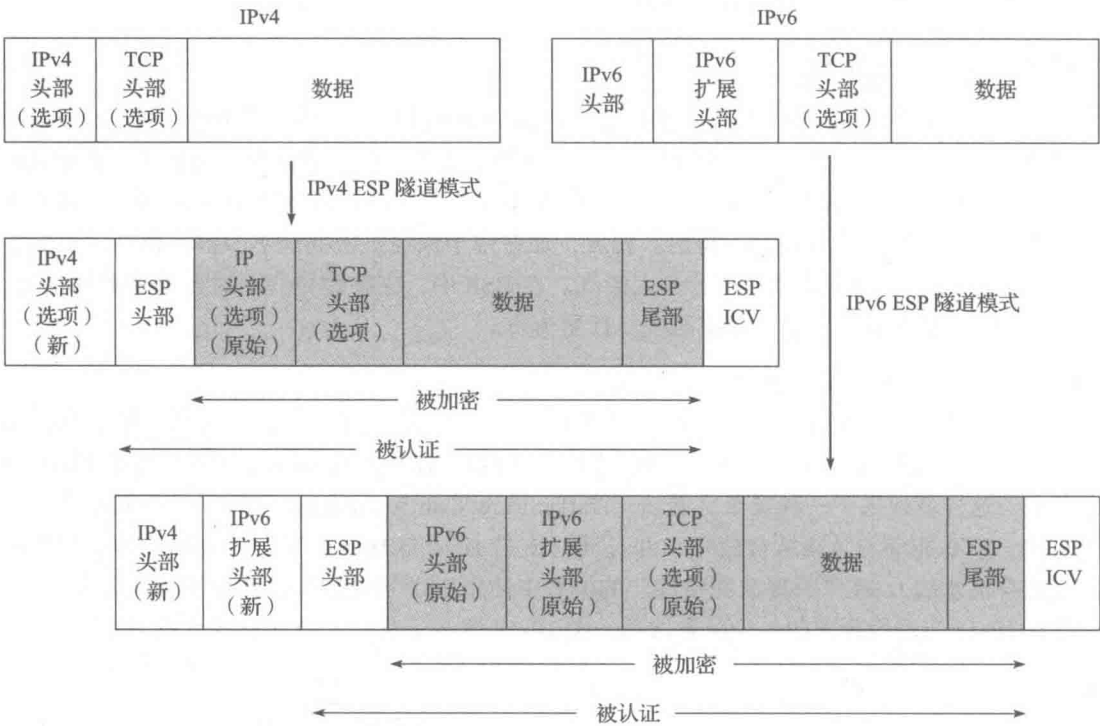 IPv4
IPv6
IPv4
头部
（选项）
TCP
头部
（选项）
数据
IPv6
头部
IPv6
扩展
头部
TCP
头部
（选项）
数据
IPv4 ESP 隧道模式
IPv4
头部
（选项）
（新）
ESP
头部
IP
头部
（选项）
（原始）
TCP
头部
（选项）
数据
ESP
尾部
ESP
ICV
IPv6 ESP 隧道模式
被加密
被认证
IPv4
头部
（新）
IPv6
扩展
头部
（新）
ESP
头部
IPv6
头部
（原始）
IPv6
扩展
头部
（原始）
TCP
头部
（选项）
（原始）
数据
ESP
尾部
ESP
ICV
被加密
被认证